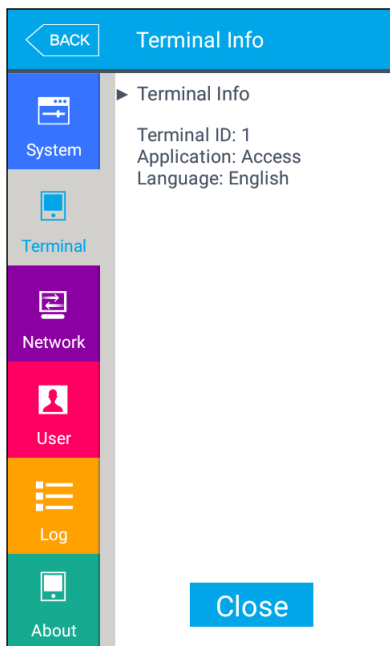 BACK
Terminal Info
System
Terminal
Network
User
Log
About
► Terminal Info
Terminal ID: 1
Application: Access
Language: English
Close